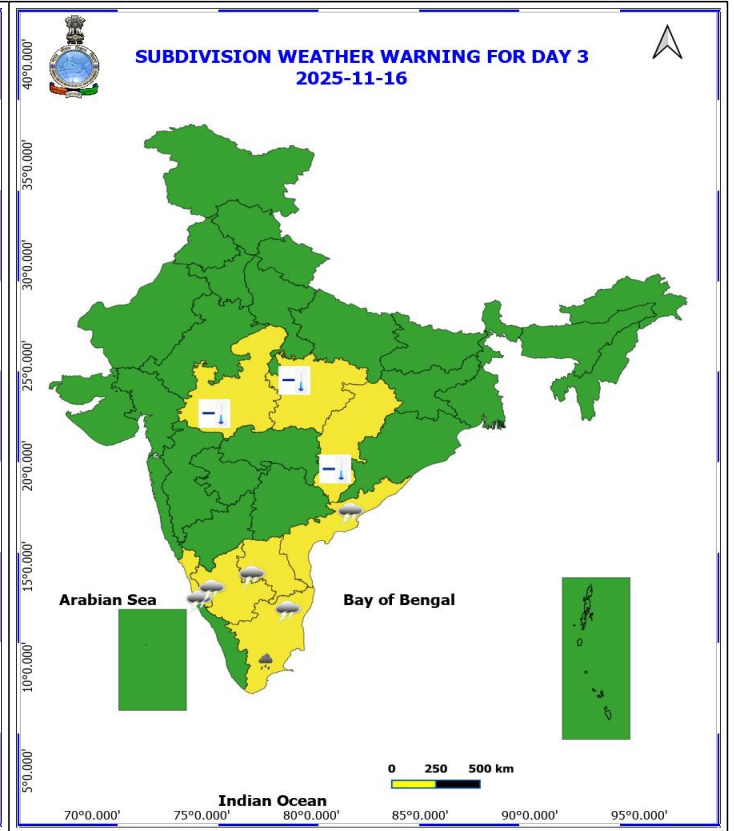 SUBDIVISION WEATHER WARNING FOR DAY 3
2025-11-16
40°0.000'
35°0.000'
30°0.000'
25°0.000'
20°0.000'
15°0.000'
10°0.000'
5°0.000'
Arabian Sea
Bay of Bengal
0 250 500 km
Indian Ocean
70°0.000' 75°0.000' 80°0.000' 85°0.000' 90°0.000' 95°0.000'